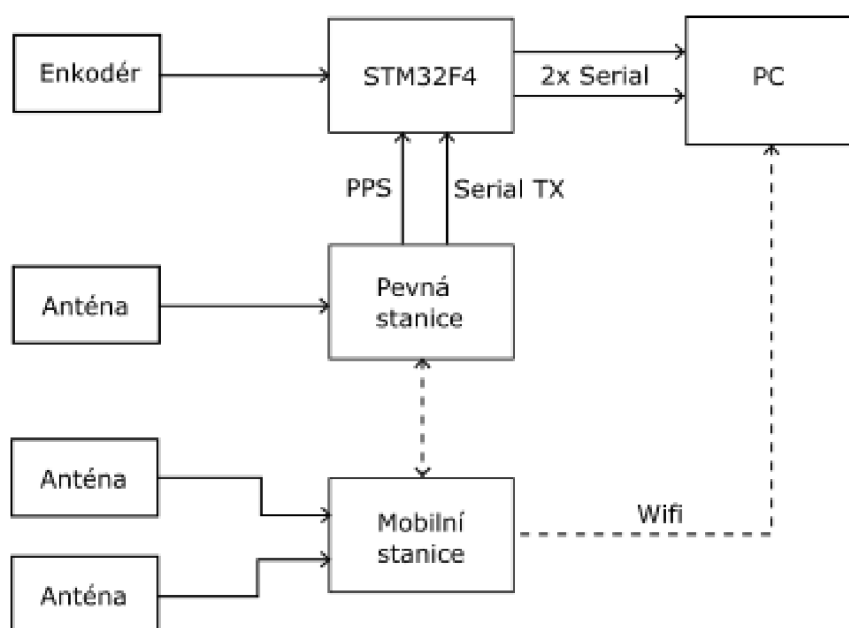 Enkodér
STM32F4
2x Serial
PC
PPS
Serial TX
Anténa
Pevná
stanice
Anténa
Mobilní
stanice
Wifi
Anténa